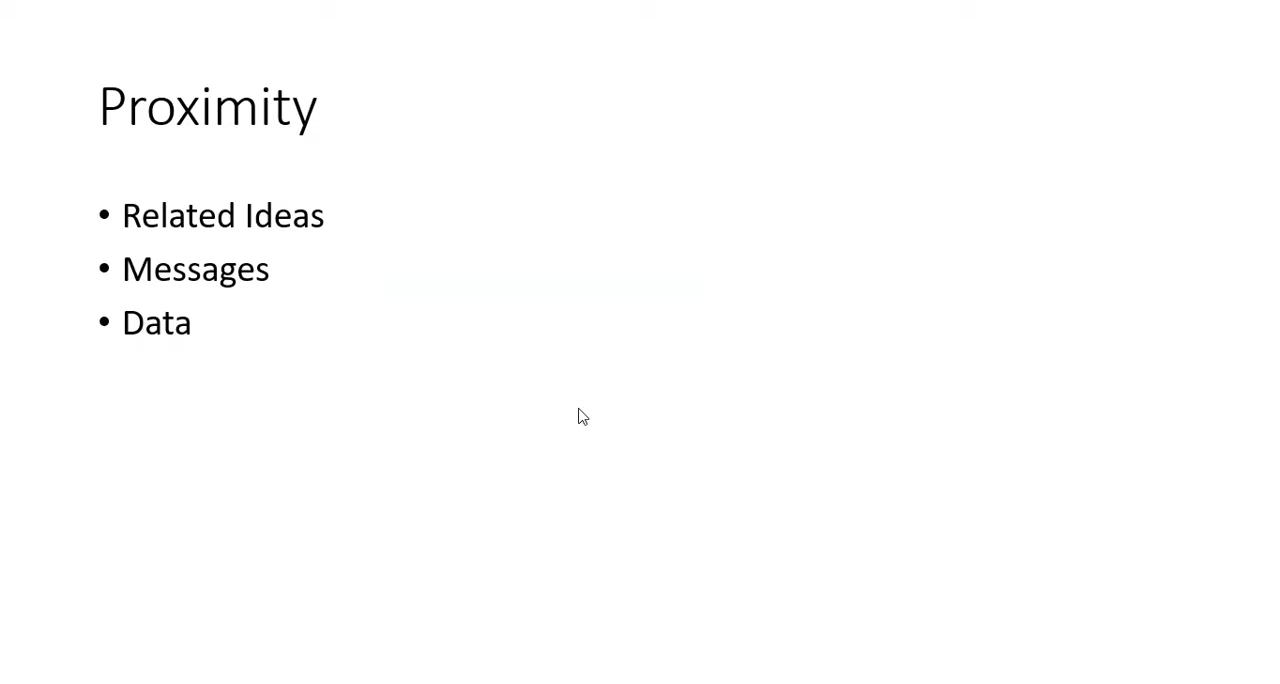 Proximity
• Related Ideas
• Messages
• Data